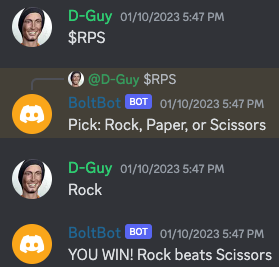 D-Guy 01/10/2023 5:47 PM
$RPS
@D-Guy $RPS
BoltBot BOT 01/10/2023 5:47 PM
Pick: Rock, Paper, or Scissors
D-Guy 01/10/2023 5:47 PM
Rock
BoltBot BOT 01/10/2023 5:47 PM
YOU WIN! Rock beats Scissors